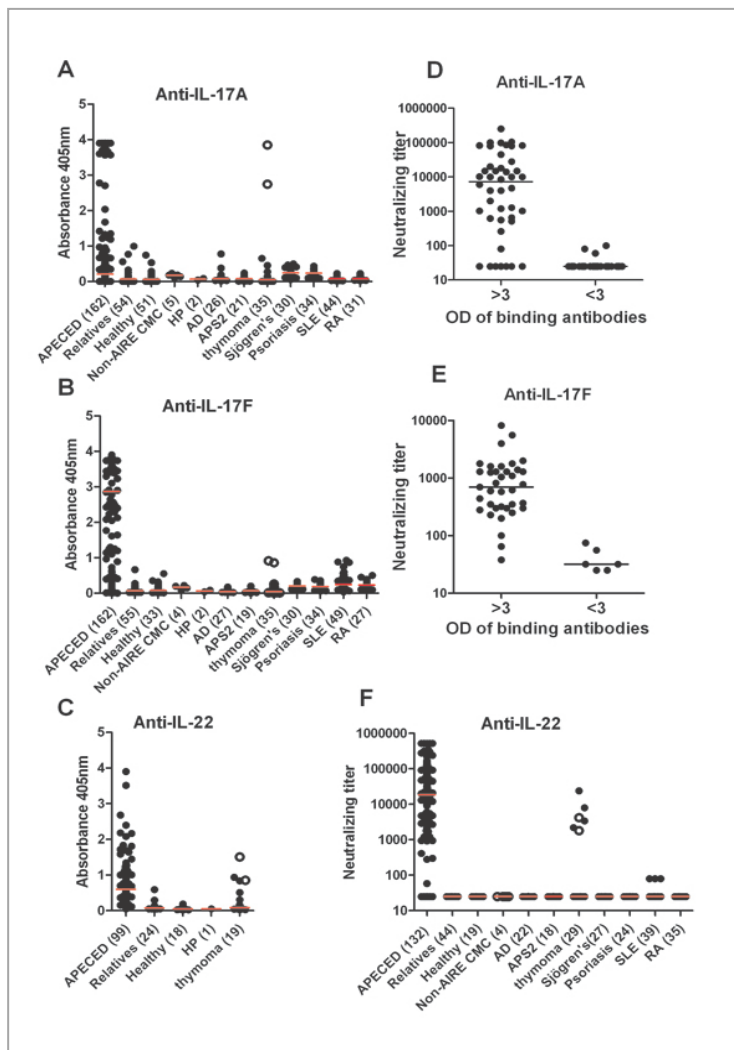 A
Anti-IL-17A
Absorbance 405nm
5
4
3
2
1
0
APECED (162)
Relatives (54)
Healthy (51)
Non-AIRE CMC (5)
HP (2)
AD (26)
APS2 (21)
thymoma (35)
Sjögren's (30)
Psoriasis (34)
SLE (44)
RA (31)
D
Anti-IL-17A
Neutralizing titer
1000000
100000
10000
1000
100
10
>3
<3
OD of binding antibodies
B
Anti-IL-17F
Absorbance 405nm
5
4
3
2
1
0
APECED (162)
Relatives (55)
Healthy (33)
Non-AIRE CMC (4)
HP (2)
AD (27)
APS2 (19)
thymoma (35)
Sjögren's (30)
Psoriasis (34)
SLE (49)
RA (27)
E
Anti-IL-17F
Neutralizing titer
10000
1000
100
10
>3
<3
OD of binding antibodies
C
Anti-IL-22
Absorbance 405nm
5
4
3
2
1
0
APECED (99)
Relatives (24)
Healthy (18)
HP (1)
thymoma (19)
F
Anti-IL-22
Neutralizing titer
1000000
100000
10000
1000
100
10
APECED (132)
Relatives (44)
Healthy (19)
Non-AIRE CMC (4)
AD (22)
APS2 (18)
thymoma (29)
Sjögren's(27)
Psoriasis (24)
SLE (39)
RA (35)